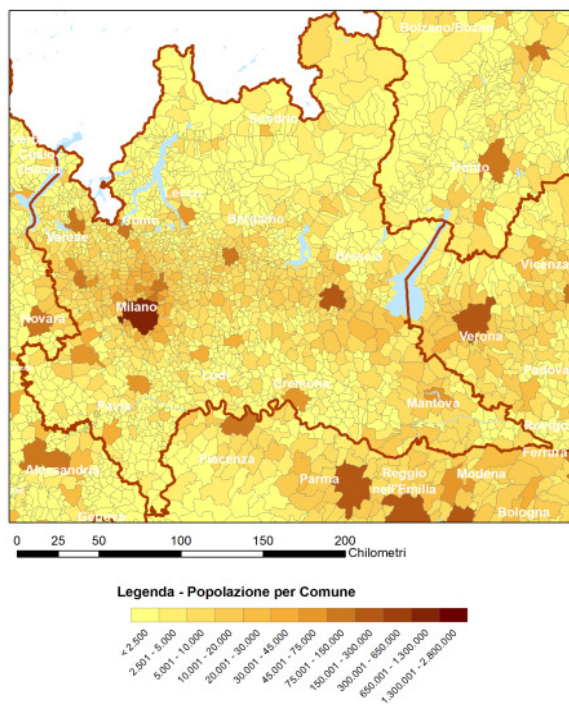 Bolzano/Bozen
Sondrio
Cusio
Ossola
Trento
Lecco
Como
Bergamo
Varese
Brescia
Vicenza
Novara
Milano
Verona
Padova
Lodi
Cremona
Pavia
Mantova
Rovigo
Ferrara
Piacenza
Alessandria
Parma
Reggio
nell'Emilia
Modena
Genova
Bologna
0 25 50 100 150 200
Chilometri
Legenda - Popolazione per Comune
< 2.500
2.501 - 5.000
5.001 - 10.000
10.001 - 20.000
20.001 - 30.000
30.001 - 45.000
45.001 - 75.000
75.001 - 150.000
150.001 - 300.000
300.001 - 650.000
650.001 - 1.300.000
1.300.001 - 2.800.000